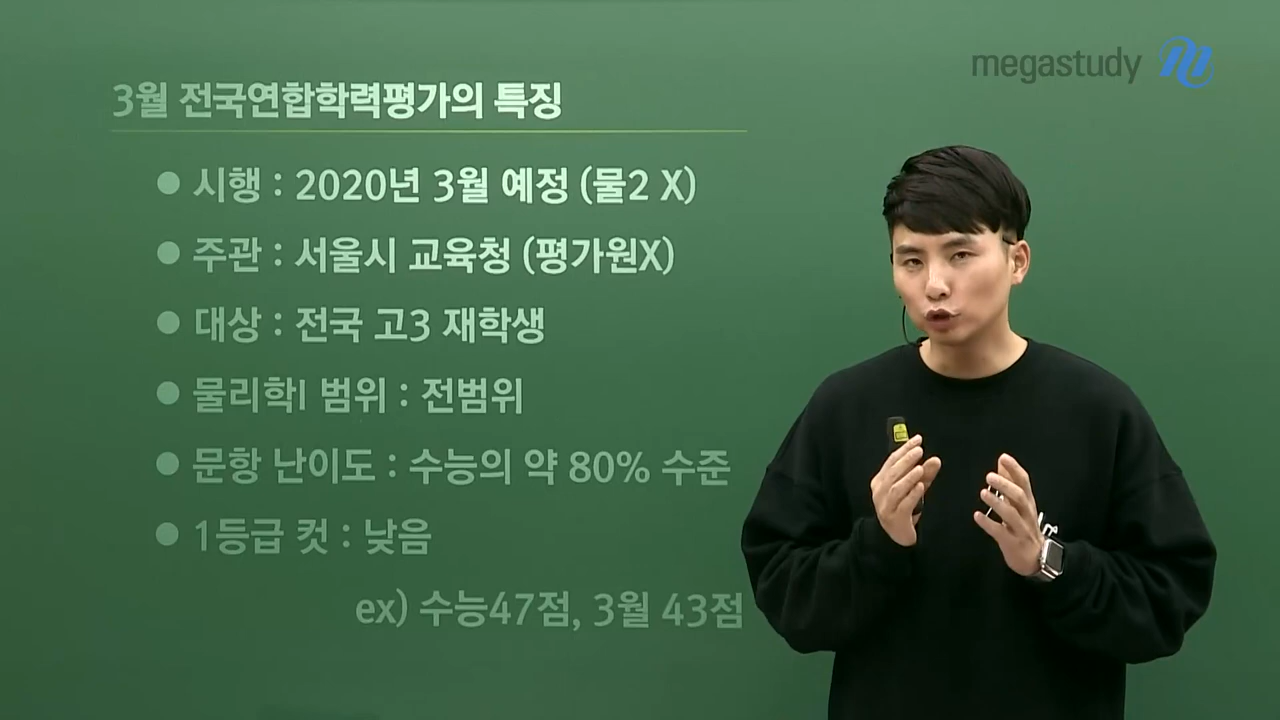 megastudy
3월 전국연합학력평가의 특징
● 시행 : 2020년 3월 예정 (물2 X)
● 주관 : 서울시 교육청 (평가원X)
● 대상 : 전국 고3 재학생
● 물리학Ⅰ 범위 : 전범위
● 문항 난이도 : 수능의 약 80% 수준
● 1등급 컷 : 낮음
ex) 수능47점, 3월 43점